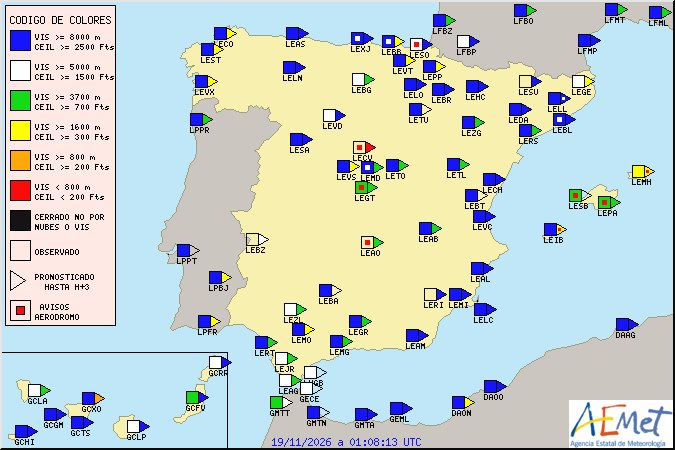 CODIGO DE COLORES
VIS >= 8000 m
CEIL >= 2500 Fts
VIS >= 5000 m
CEIL >= 1500 Fts
VIS >= 3700 m
CEIL >= 700 Fts
VIS >= 1600 m
CEIL >= 300 Fts
VIS >= 800 m
CEIL >= 200 Fts
VIS < 800 m
CEIL < 200 Fts
CERRADO NO POR
NUBES O VIS
OBSERVADO
PRONOSTICADO
HASTA H+3
AVISOS
AERODROMO
LFBO
LFMT
LFML
LFBZ
LECO
LEAS
LEXJ
LEBB
LESO
LFBP
LFMP
LEST
LEVT
LEPP
LELN
LEVX
LEBG
LELO
LEBR
LEHC
LESU
LEGE
LELL
LPPR
LEVD
LETU
LEZG
LEDA
LEBL
LERS
LESA
LECV
LEVS
LEMD
LETO
LETL
LECH
LEMH
LEGT
LEBT
LESB
LEPA
LEVC
LEAB
LEIB
LEBZ
LEAO
LPPT
LEAL
LPBJ
LEBA
LERI
LEMI
LEZL
LELC
LPFR
LEMO
LEGR
DAAG
LERT
LEMG
LEAM
LEJR
GCRR
LXGB
LEAG
GECE
DAOO
GCLA
GCXO
GCFV
GMTT
GEML
DAON
GCGM
GMTN
GMTA
GCTS
GCLP
GCHI
19/11/2026 a 01:08:13 UTC
AEMet
Agencia Estatal de Meteorología